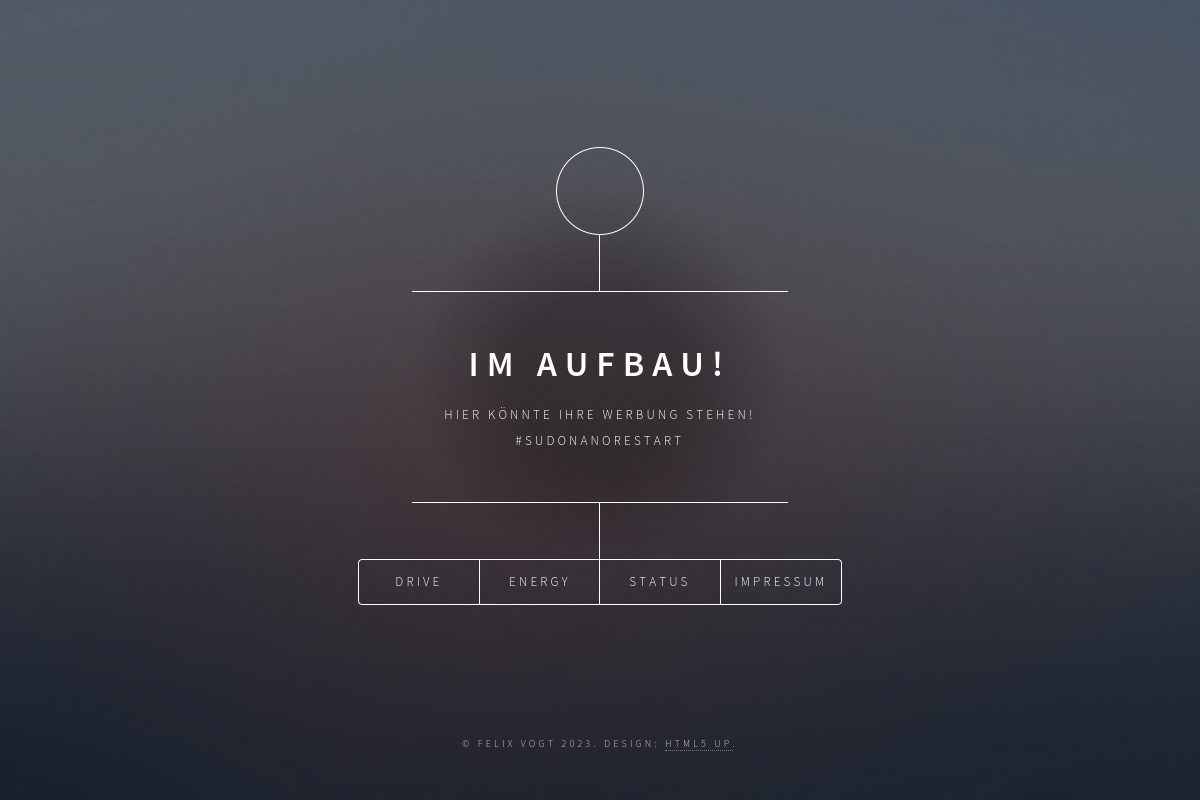 IM AUFBAU!
HIER KÖNNTE IHRE WERBUNG STEHEN!
#SUDONANORESTART
DRIVE
ENERGY
STATUS
IMPRESSUM
© FELIX VOGT 2023. DESIGN: HTML5 UP.